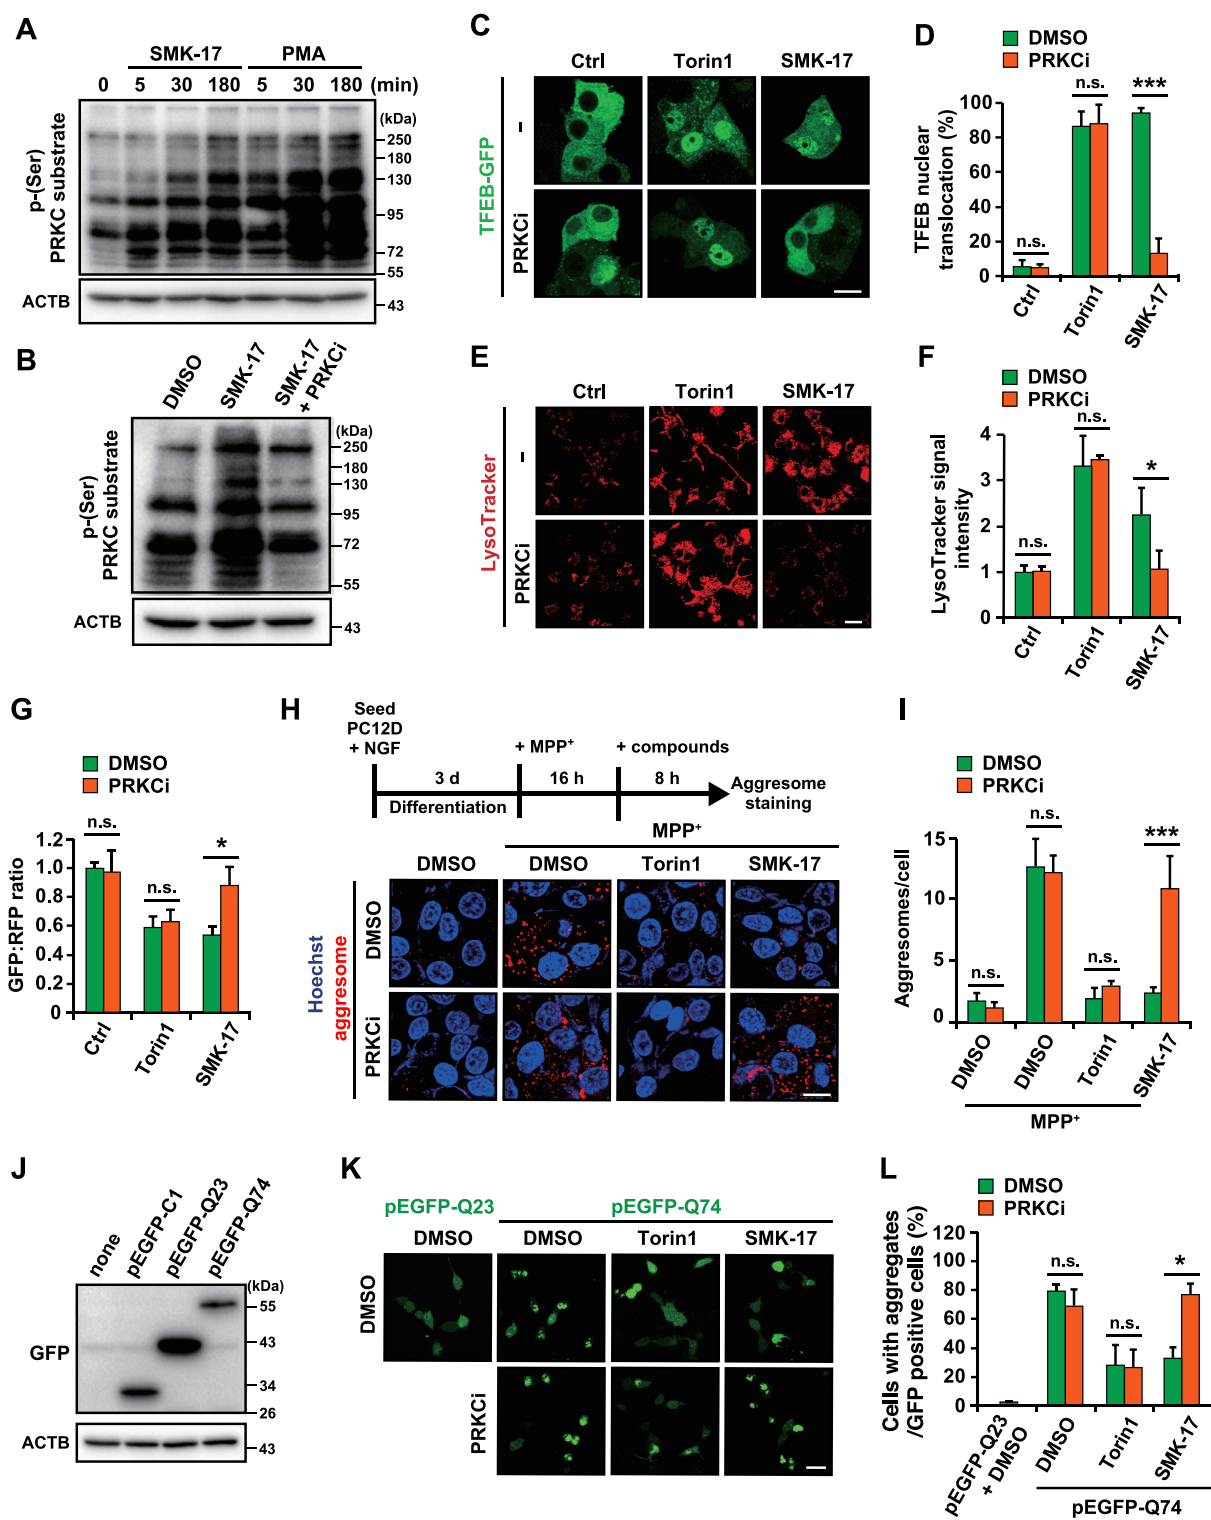 A
SMK-17 PMA
0 5 30 180 5 30 180 (min)
(kDa)
250
180
130
95
72
55
p-(Ser)
PRKC substrate
ACTB
43
B
DMSO
SMK-17
SMK-17
+ PRKCi
(kDa)
250
180
130
95
72
55
p-(Ser)
PRKC substrate
ACTB
43
C
Ctrl Torin1 SMK-17
TFEB-GFP
–
PRKCi
D
DMSO
PRKCi
TFEB nuclear
translocation (%)
100
80
60
40
20
0
n.s.
n.s.
***
Ctrl
Torin1
SMK-17
E
Ctrl Torin1 SMK-17
LysoTracker
–
PRKCi
F
DMSO
PRKCi
LysoTracker signal
intensity
4
3
2
1
0
n.s.
n.s.
*
Ctrl
Torin1
SMK-17
G
DMSO
PRKCi
GFP:RFP ratio
1.2
1.0
0.8
0.6
0.4
0.2
0
n.s.
n.s.
*
Ctrl
Torin1
SMK-17
H
Seed
PC12D
+ NGF
+ MPP+
+ compounds
3 d
16 h
8 h
Differentiation
Aggresome
staining
MPP+
DMSO DMSO Torin1 SMK-17
Hoechst
aggresome
DMSO
PRKCi
I
DMSO
PRKCi
Aggresomes/cell
15
10
5
0
n.s.
n.s.
n.s.
***
DMSO
DMSO
Torin1
SMK-17
MPP+
J
none
pEGFP-C1
pEGFP-Q23
pEGFP-Q74
(kDa)
55
43
34
26
GFP
ACTB
43
K
pEGFP-Q23 pEGFP-Q74
DMSO DMSO Torin1 SMK-17
DMSO
PRKCi
L
DMSO
PRKCi
Cells with aggregates
/GFP positive cells (%)
120
100
80
60
40
20
0
n.s.
n.s.
*
pEGFP-Q23
+ DMSO
DMSO
Torin1
SMK-17
pEGFP-Q74